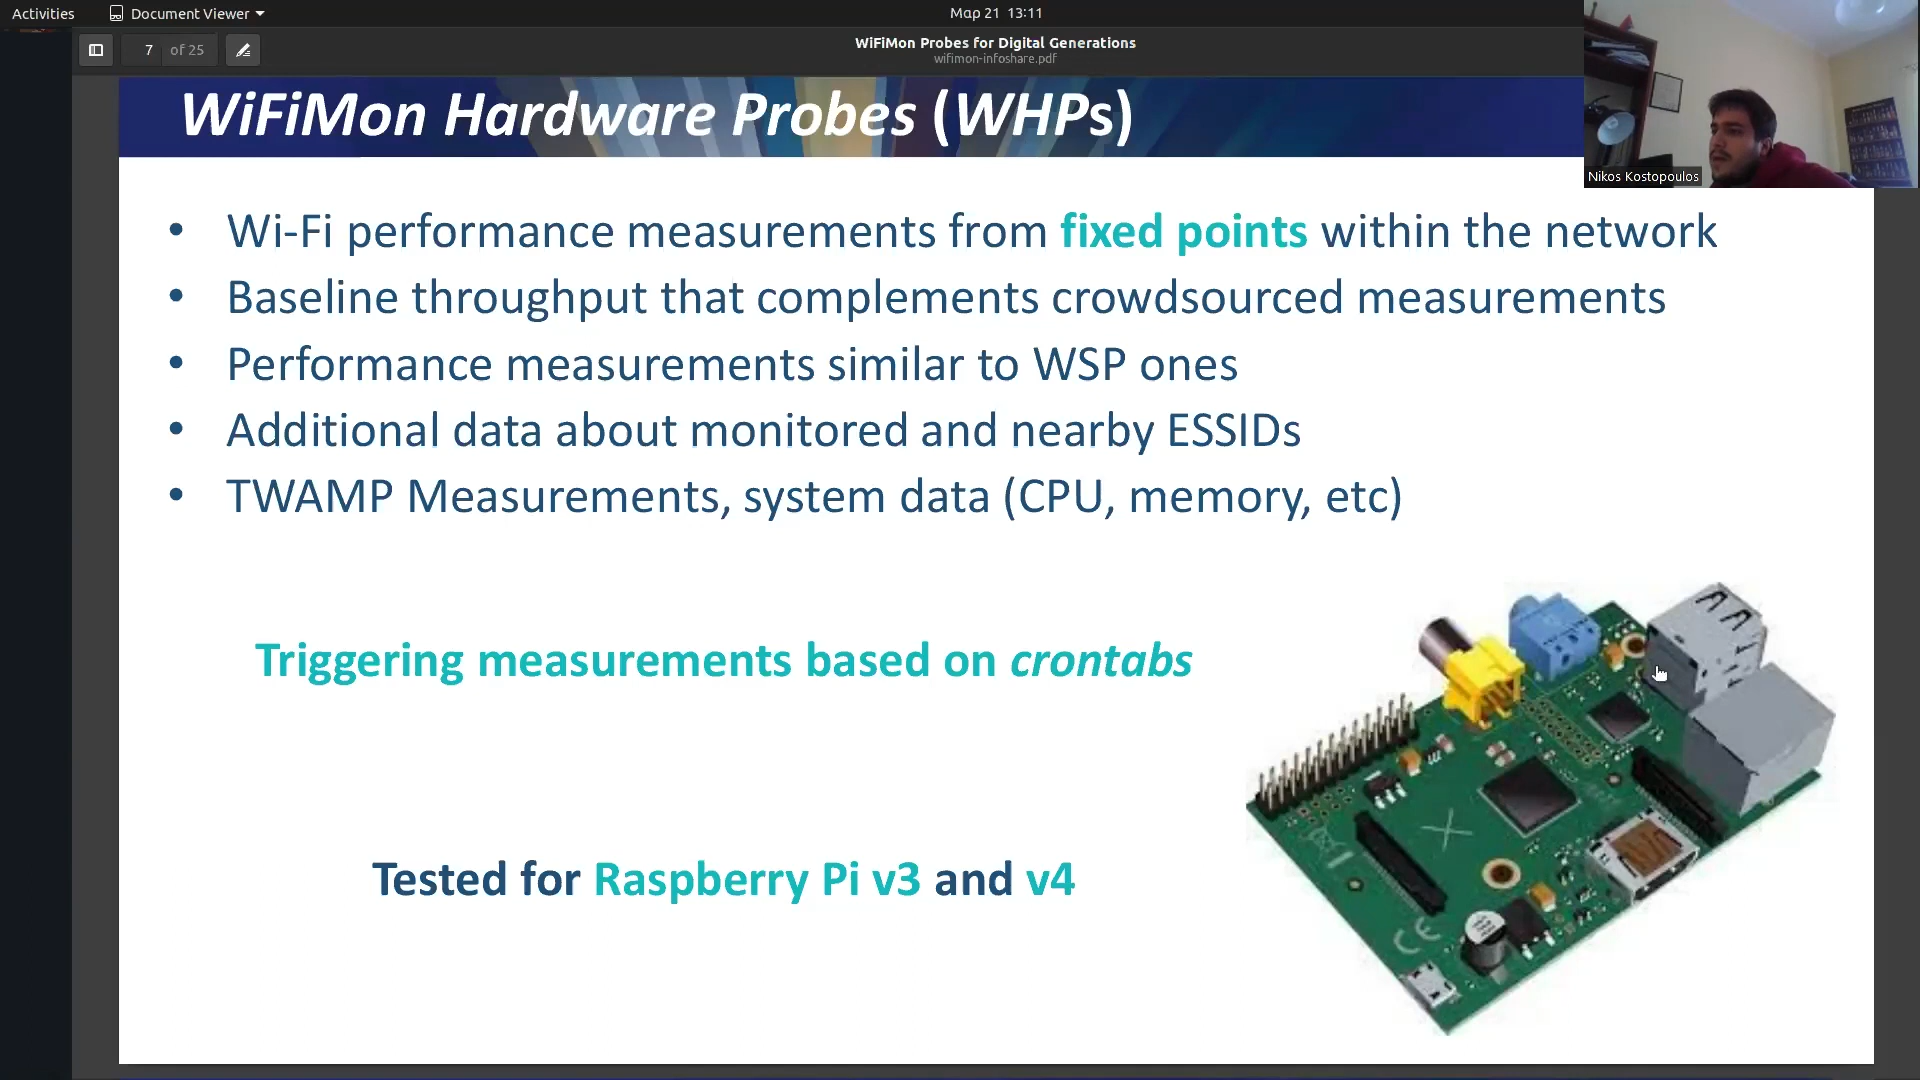 Activities
Document Viewer
Μαρ 21 13:11
7 of 25
WiFiMon Probes for Digital Generations
wifimon-infoshare.pdf
WiFiMon Hardware Probes (WHPs)
Nikos Kostopoulos
• Wi-Fi performance measurements from fixed points within the network
• Baseline throughput that complements crowdsourced measurements
• Performance measurements similar to WSP ones
• Additional data about monitored and nearby ESSIDs
• TWAMP Measurements, system data (CPU, memory, etc)
Triggering measurements based on crontabs
Tested for Raspberry Pi v3 and v4
CE